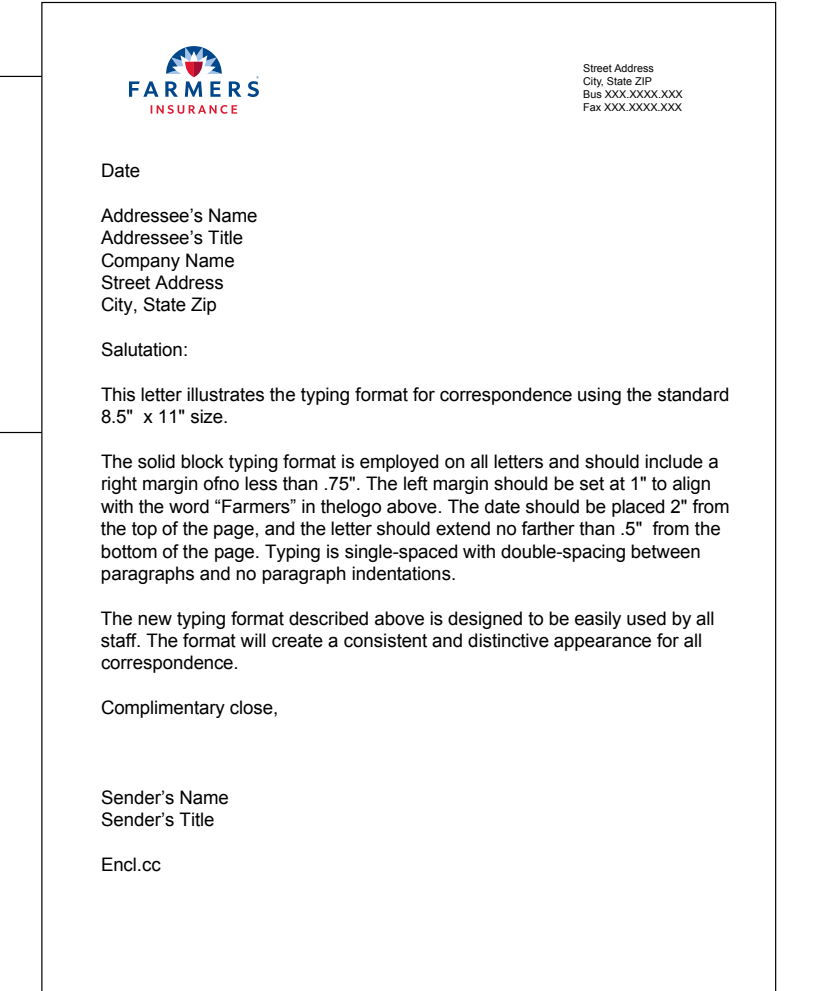 FARMERS
INSURANCE
Street Address
City, State ZIP
Bus XXX.XXXX.XXX
Fax XXX.XXXX.XXX
Date
Addressee’s Name
Addressee’s Title
Company Name
Street Address
City, State Zip
Salutation:
This letter illustrates the typing format for correspondence using the standard
8.5"  x 11" size.
The solid block typing format is employed on all letters and should include a
right margin ofno less than .75". The left margin should be set at 1" to align
with the word “Farmers” in thelogo above. The date should be placed 2" from
the top of the page, and the letter should extend no farther than .5"  from the
bottom of the page. Typing is single-spaced with double-spacing between
paragraphs and no paragraph indentations.
The new typing format described above is designed to be easily used by all
staff. The format will create a consistent and distinctive appearance for all
correspondence.
Complimentary close,
Sender’s Name
Sender’s Title
Encl.cc